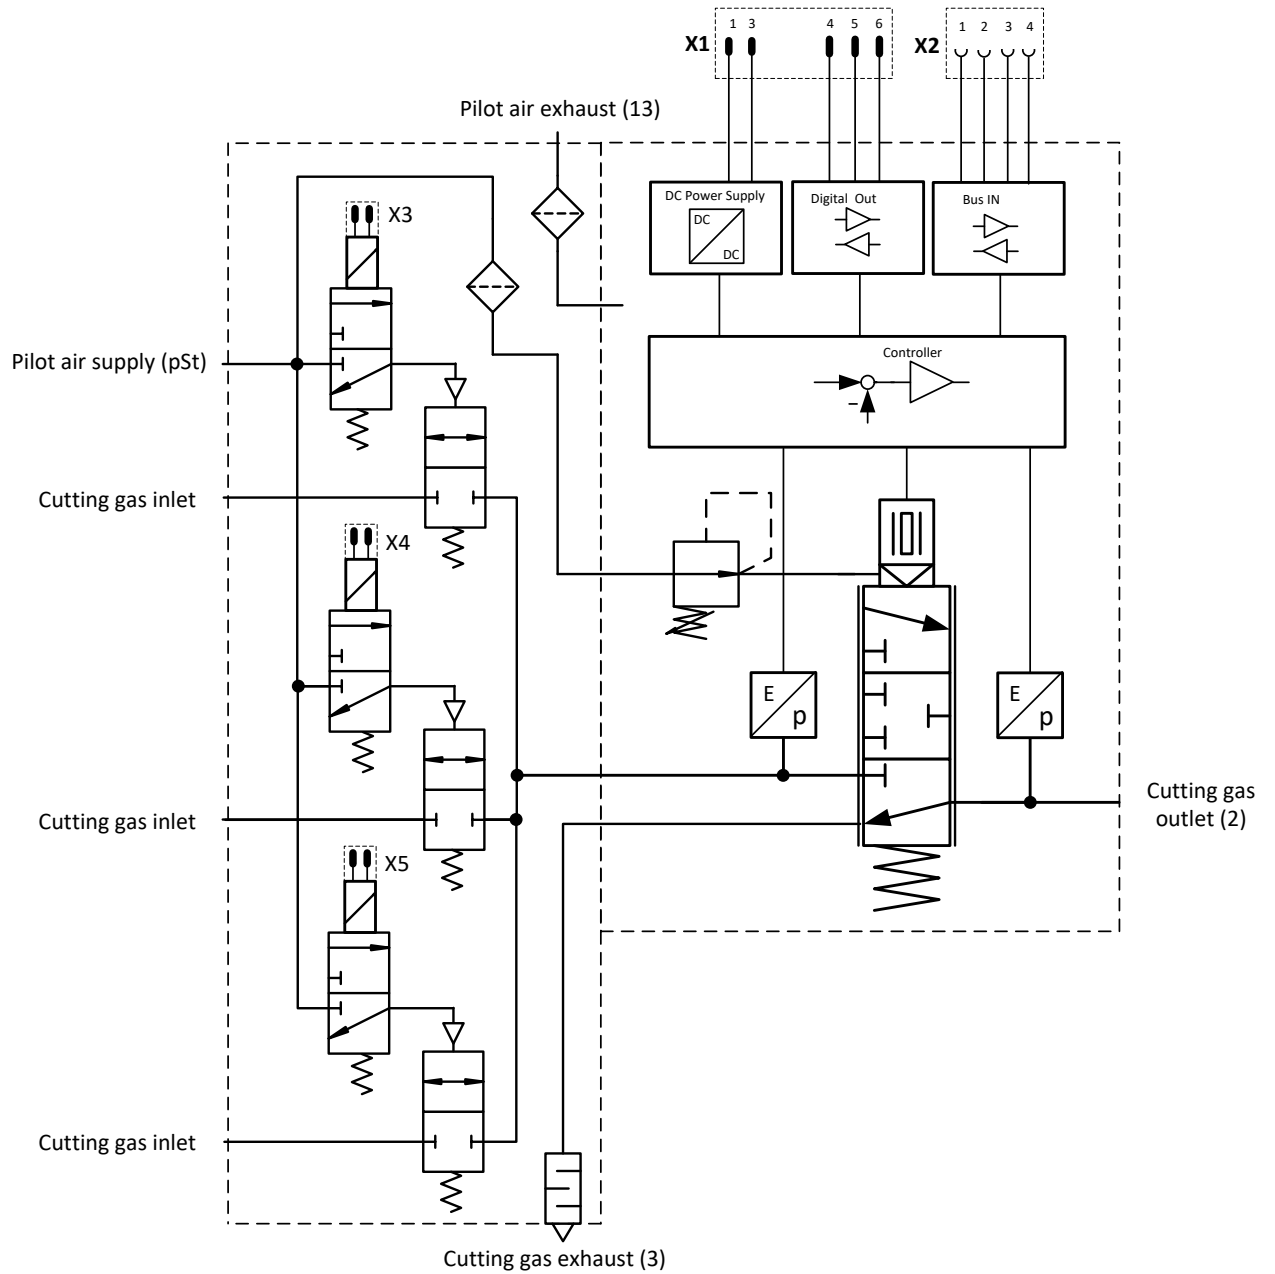 1 3 4 5 6
X1
1 2 3 4
X2
Pilot air exhaust (13)
DC Power Supply
DC
DC
Digital Out
Bus IN
X3
Controller
–
Pilot air supply (pSt)
Cutting gas inlet
X4
E
p
E
p
Cutting gas
outlet (2)
Cutting gas inlet
X5
Cutting gas inlet
Cutting gas exhaust (3)